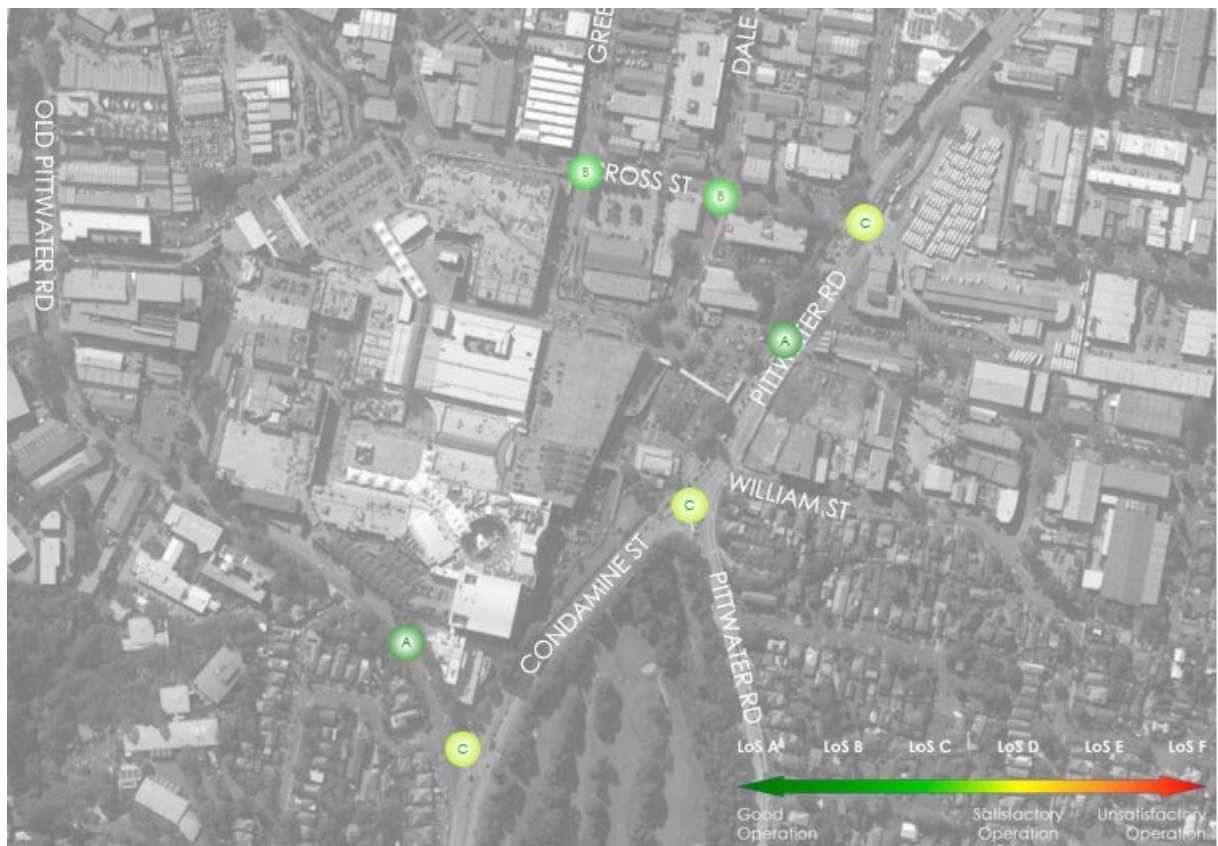 GREE
DALE
OLD PITTWATER RD
B
ROSS ST
B
C
PITTWATER RD
A
WILLIAM ST
C
CONDAMINE ST
PITTWATER RD
A
C
LoS A
LoS B
LoS C
LoS D
LoS E
LoS F
Good
Operation
Satisfactory
Operation
Unsatisfactory
Operation